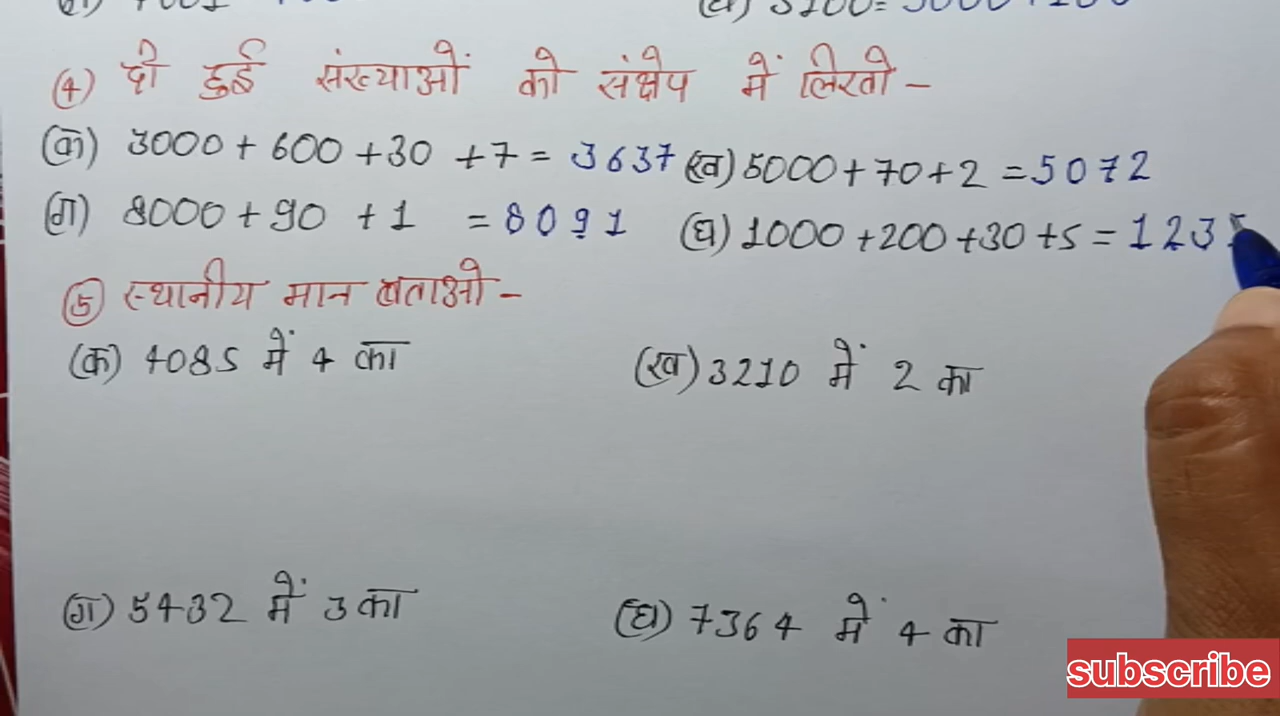 (4) दी हुई संख्याओं को संक्षेप में लिखो -
(क) 3000 + 600 + 30 + 7 = 3637 (ख) 5000 + 70 + 2 = 5072
(ग) 8000 + 90 + 1 = 8091 (घ) 1000 + 200 + 30 + 5 = 1235
(5) स्थानीय मान बताओ -
(क) 4085 में 4 का (ख) 3210 में 2 का
(ग) 5432 में 3 का (घ) 7364 में 4 का
subscribe